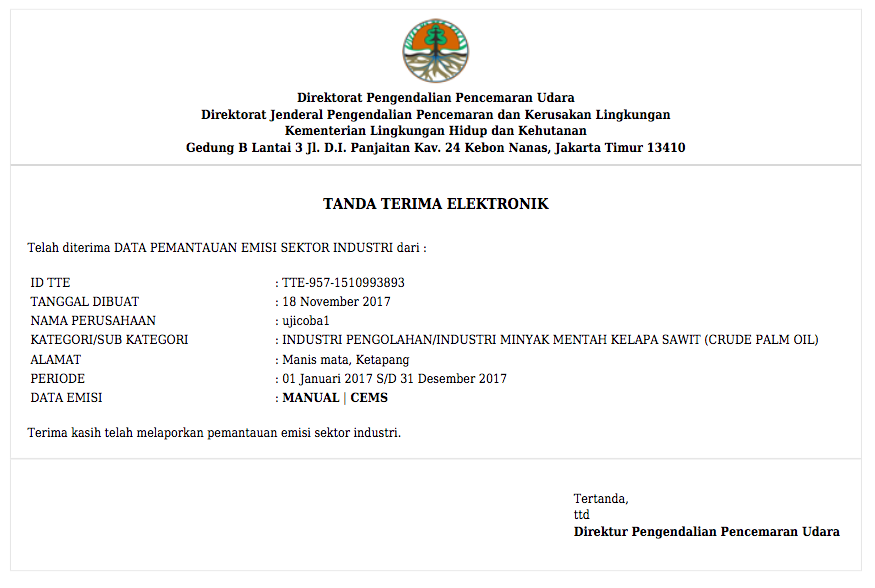 Direktorat Pengendalian Pencemaran Udara
Direktorat Jenderal Pengendalian Pencemaran dan Kerusakan Lingkungan
Kementerian Lingkungan Hidup dan Kehutanan
Gedung B Lantai 3 Jl. D.I. Panjaitan Kav. 24 Kebon Nanas, Jakarta Timur 13410
TANDA TERIMA ELEKTRONIK
Telah diterima DATA PEMANTAUAN EMISI SEKTOR INDUSTRI dari :
ID TTE : TTE-957-1510993893
TANGGAL DIBUAT : 18 November 2017
NAMA PERUSAHAAN : ujicoba1
KATEGORI/SUB KATEGORI : INDUSTRI PENGOLAHAN/INDUSTRI MINYAK MENTAH KELAPA SAWIT (CRUDE PALM OIL)
ALAMAT : Manis mata, Ketapang
PERIODE : 01 Januari 2017 S/D 31 Desember 2017
DATA EMISI : MANUAL | CEMS
Terima kasih telah melaporkan pemantauan emisi sektor industri.
Tertanda,
ttd
Direktur Pengendalian Pencemaran Udara